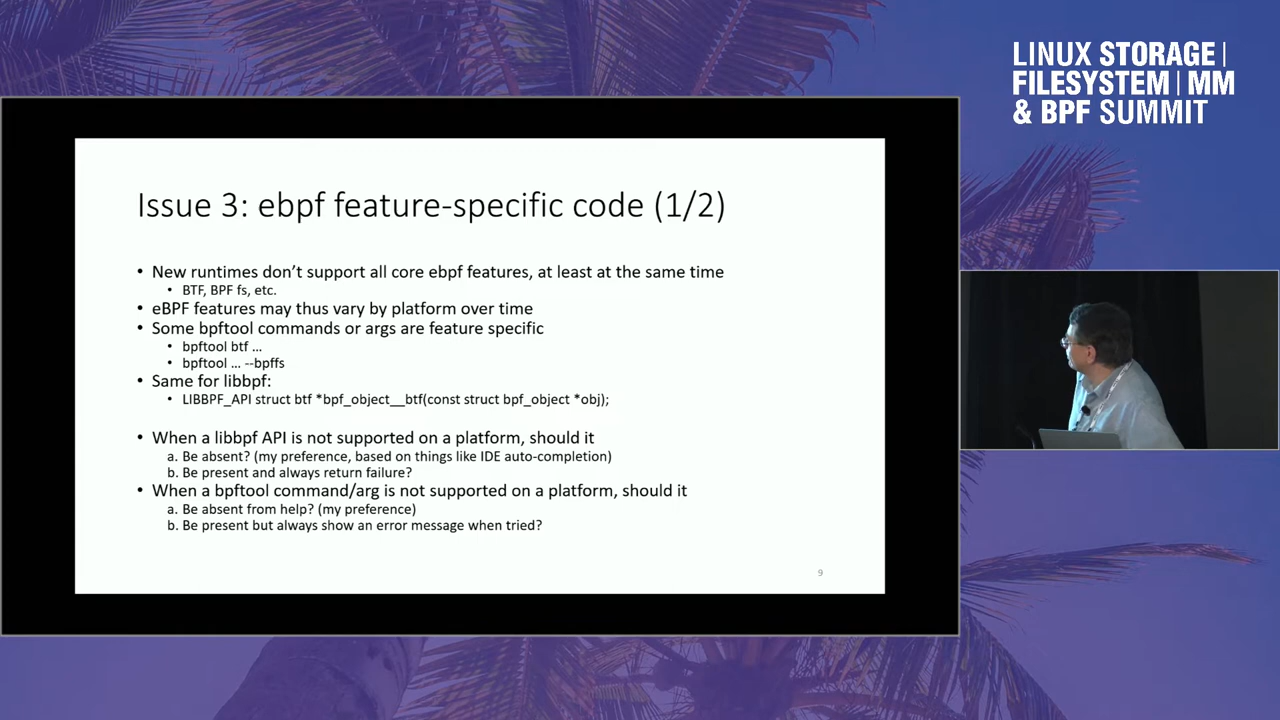 LINUX STORAGE |
FILESYSTEM | MM
& BPF SUMMIT
Issue 3: ebpf feature-specific code (1/2)
• New runtimes don't support all core ebpf features, at least at the same time
• BTF, BPF fs, etc.
• eBPF features may thus vary by platform over time
• Some bpftool commands or args are feature specific
• bpftool btf ...
• bpftool ... --bpffs
• Same for libbpf:
• LIBBPF_API struct btf *bpf_object__btf(const struct bpf_object *obj);
• When a libbpf API is not supported on a platform, should it
a. Be absent? (my preference, based on things like IDE auto-completion)
b. Be present and always return failure?
• When a bpftool command/arg is not supported on a platform, should it
a. Be absent from help? (my preference)
b. Be present but always show an error message when tried?
9